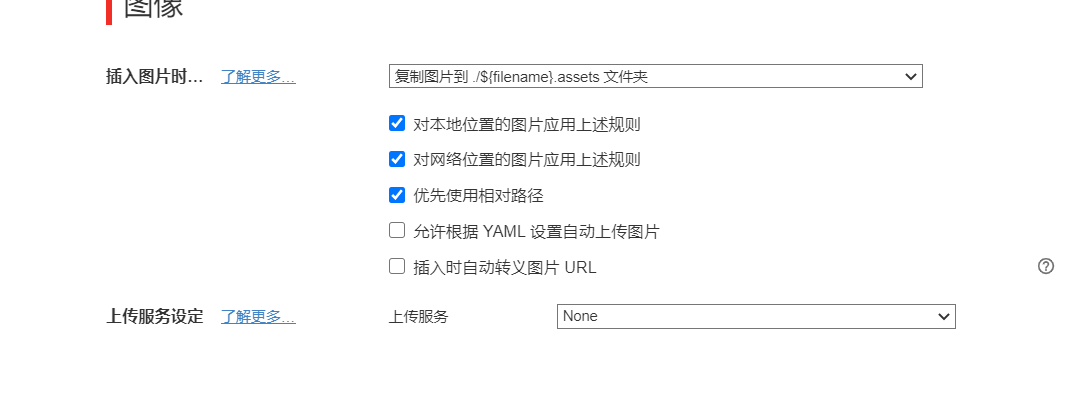 图像
插入图片时... 了解更多... 复制图片到 ./${filename}.assets 文件夹
对本地位置的图片应用上述规则
对网络位置的图片应用上述规则
优先使用相对路径
允许根据 YAML 设置自动上传图片
插入时自动转义图片 URL
上传服务设定 了解更多... 上传服务 None